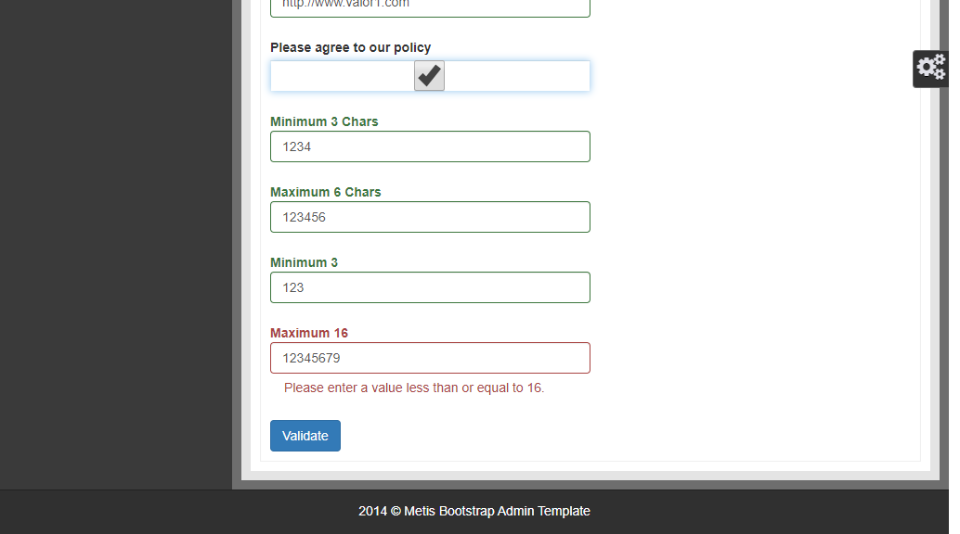 http://www.valor1.com
Please agree to our policy
Minimum 3 Chars
1234
Maximum 6 Chars
123456
Minimum 3
123
Maximum 16
12345679
Please enter a value less than or equal to 16.
Validate
2014 © Metis Bootstrap Admin Template